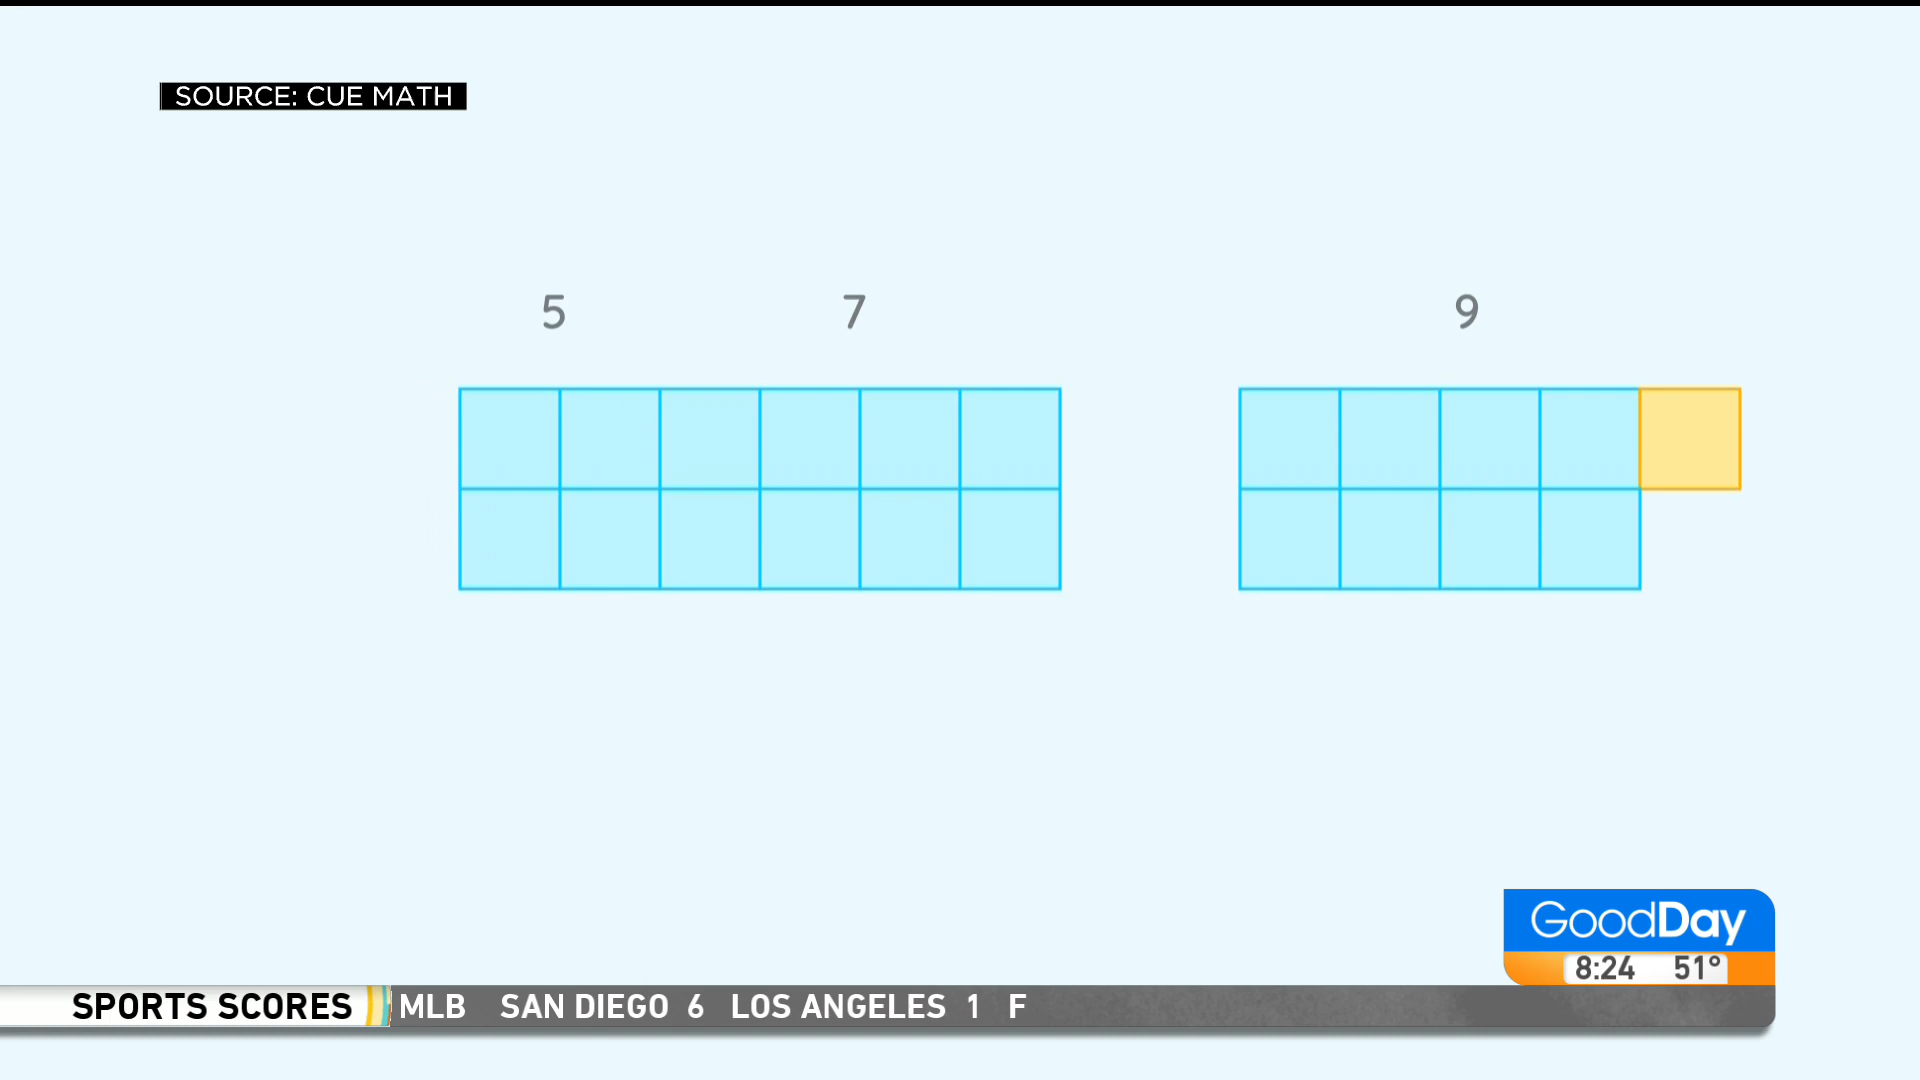 SOURCE: CUE MATH
5 7 9
GoodDay
8:24 51°
SPORTS SCORES MLB SAN DIEGO 6 LOS ANGELES 1 F